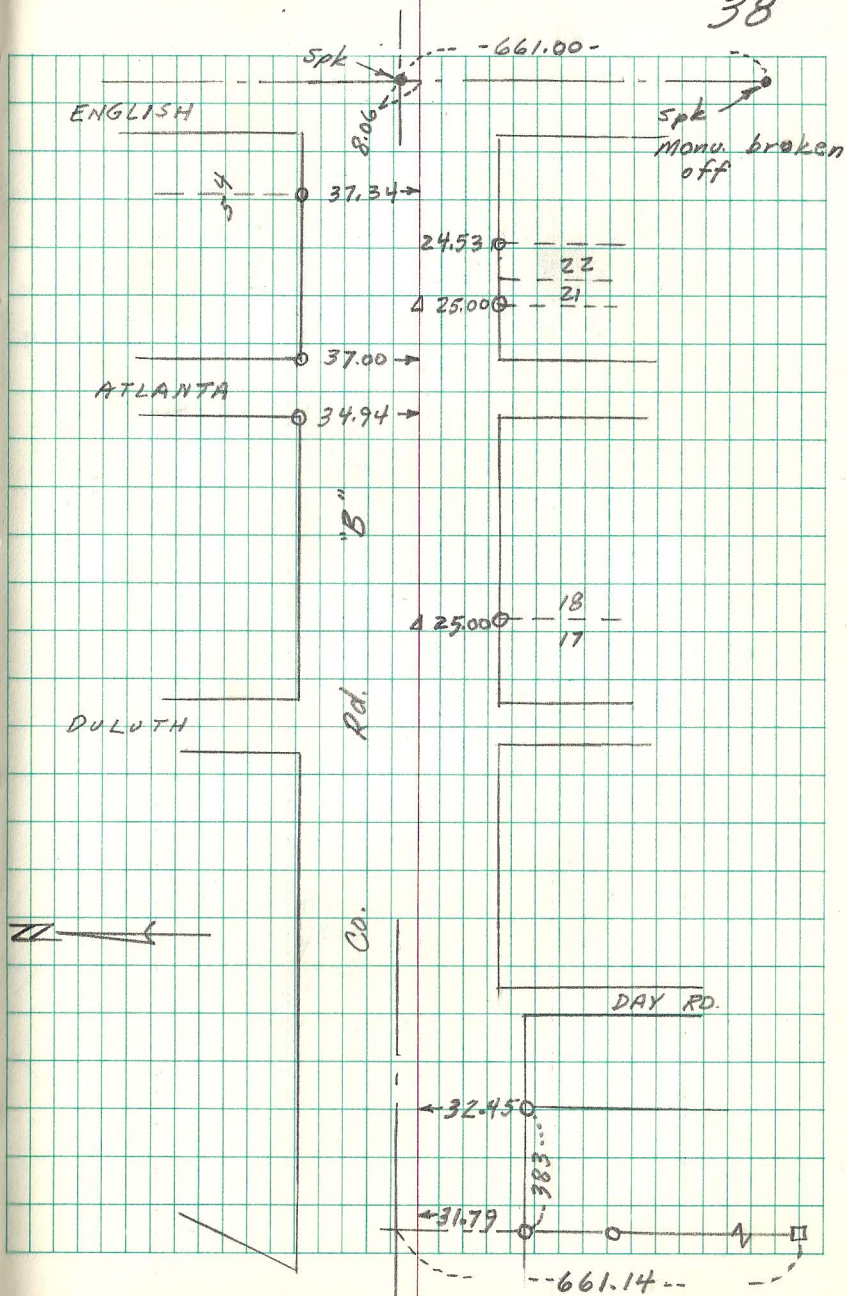 38
spk
-661.00-
ENGLISH
8.06
spk
monu. broken
off
5 4
37.34
24.53
22
21
Δ 25.00
37.00
ATLANTA
34.94
"B"
18
Δ 25.00
17
Rd.
DULUTH
Co.
N
DAY RD.
32.45
383
31.79
--661.14--